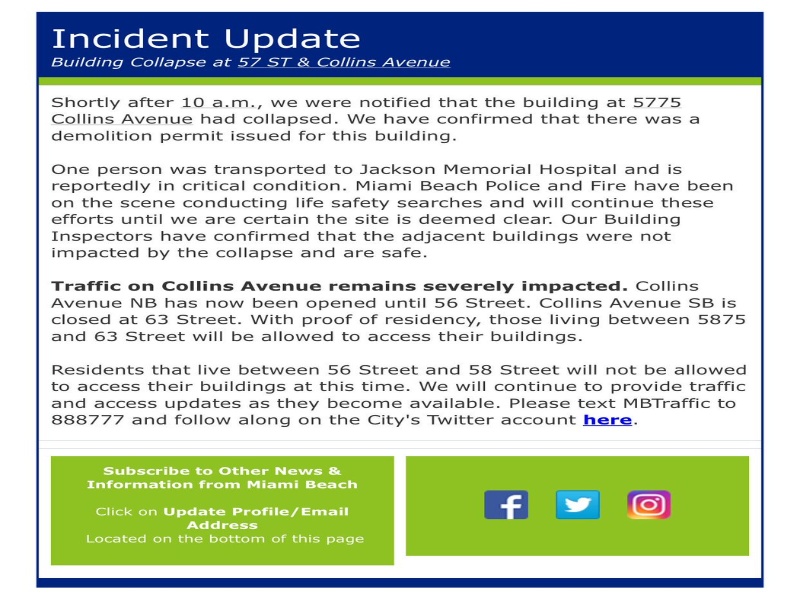 Incident Update
Building Collapse at 57 ST & Collins Avenue
Shortly after 10 a.m., we were notified that the building at 5775
Collins Avenue had collapsed. We have confirmed that there was a
demolition permit issued for this building.
One person was transported to Jackson Memorial Hospital and is
reportedly in critical condition. Miami Beach Police and Fire have been
on the scene conducting life safety searches and will continue these
efforts until we are certain the site is deemed clear. Our Building
Inspectors have confirmed that the adjacent buildings were not
impacted by the collapse and are safe.
Traffic on Collins Avenue remains severely impacted. Collins
Avenue NB has now been opened until 56 Street. Collins Avenue SB is
closed at 63 Street. With proof of residency, those living between 5875
and 63 Street will be allowed to access their buildings.
Residents that live between 56 Street and 58 Street will not be allowed
to access their buildings at this time. We will continue to provide traffic
and access updates as they become available. Please text MBTraffic to
888777 and follow along on the City's Twitter account here.
Subscribe to Other News &
Information from Miami Beach
Click on Update Profile/Email
Address
Located on the bottom of this page